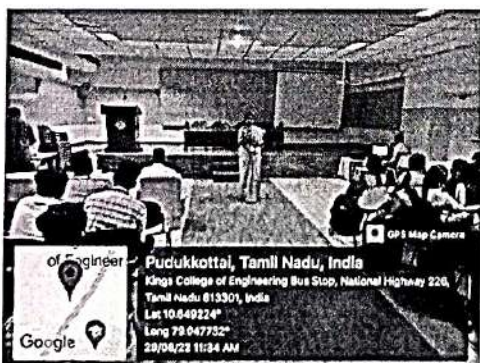 GPS Map Camera
of Engineer
Google
Pudukkottai, Tamil Nadu, India
Kings College of Engineering Bus Stop, National Highway 226,
Tamil Nadu 613301, India
Lat 10.649224°
Long 79.047732°
29/06/22 11:34 AM